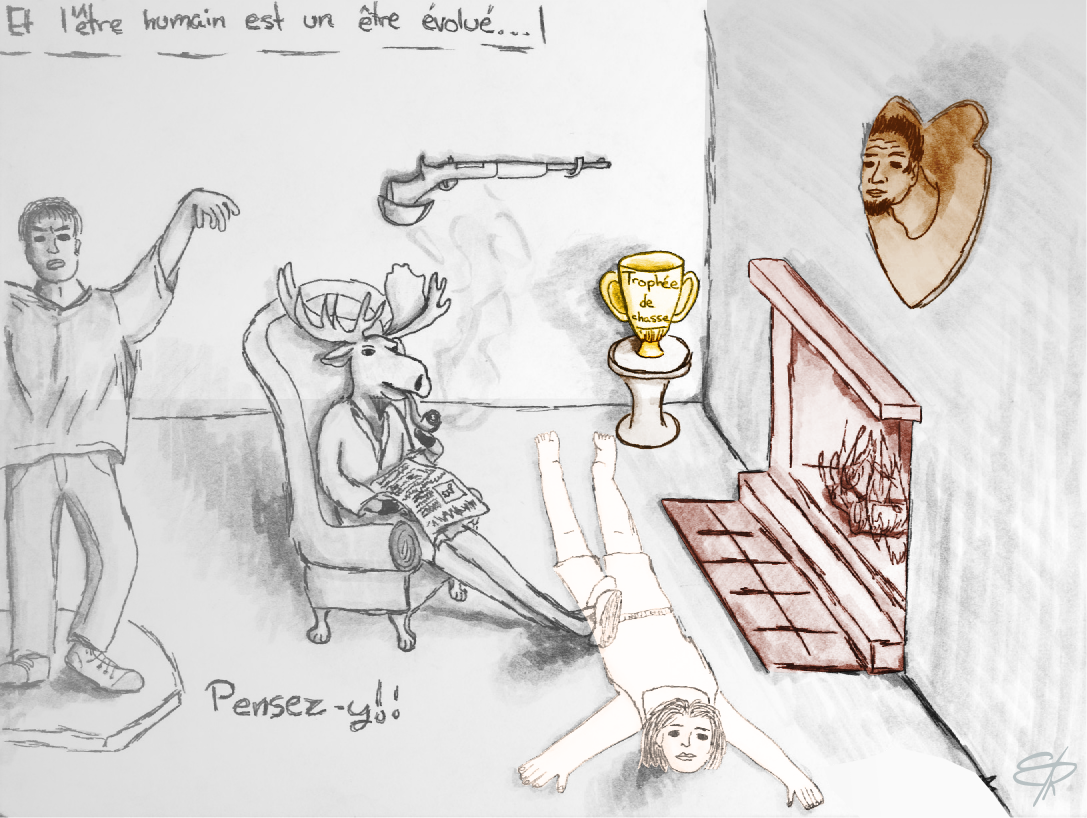 Et l'être humain est un être évolué...
Trophée
de
chasse
Pensez-y!!